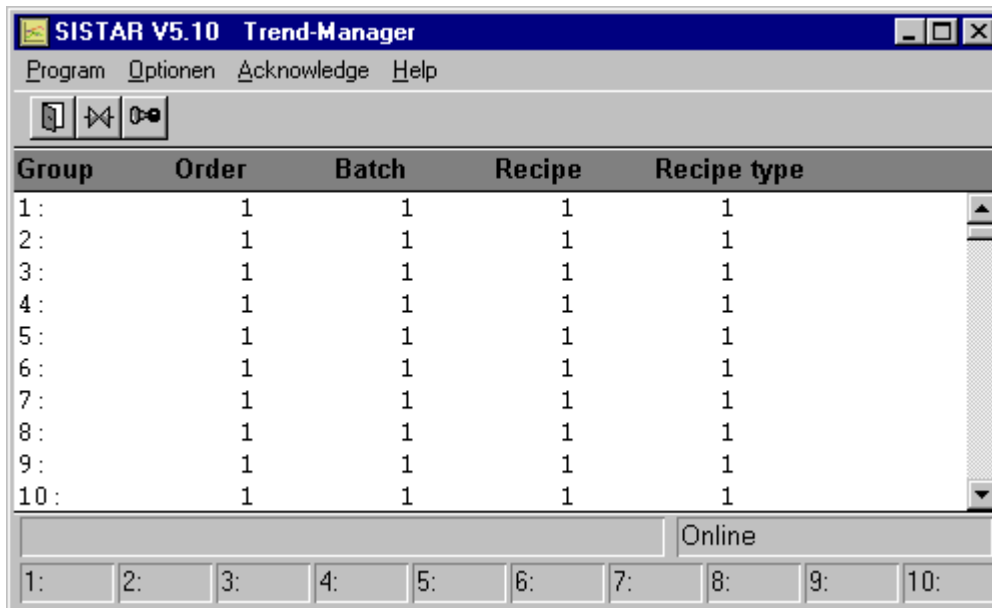 SISTAR V5.10 Trend-Manager
Program Optionen Acknowledge Help
Group Order Batch Recipe Recipe type
1: 1 1 1 1
2: 1 1 1 1
3: 1 1 1 1
4: 1 1 1 1
5: 1 1 1 1
6: 1 1 1 1
7: 1 1 1 1
8: 1 1 1 1
9: 1 1 1 1
10: 1 1 1 1
Online
1: 2: 3: 4: 5: 6: 7: 8: 9: 10: